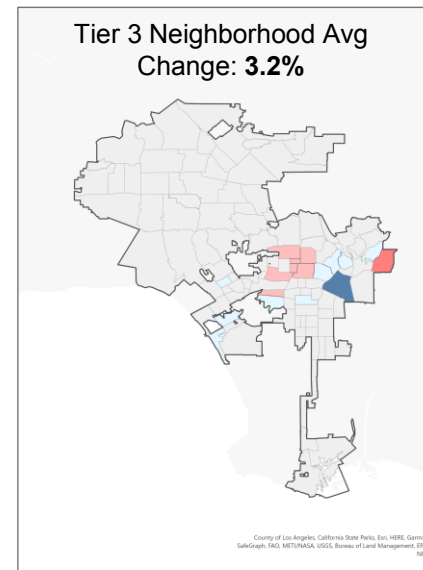 Tier 3 Neighborhood Avg
Change: 3.2%
County of Los Angeles, California State Parks, Esri, HERE, Garmi
SafeGraph, FAO, METI/NASA, USGS, Bureau of Land Management, EP